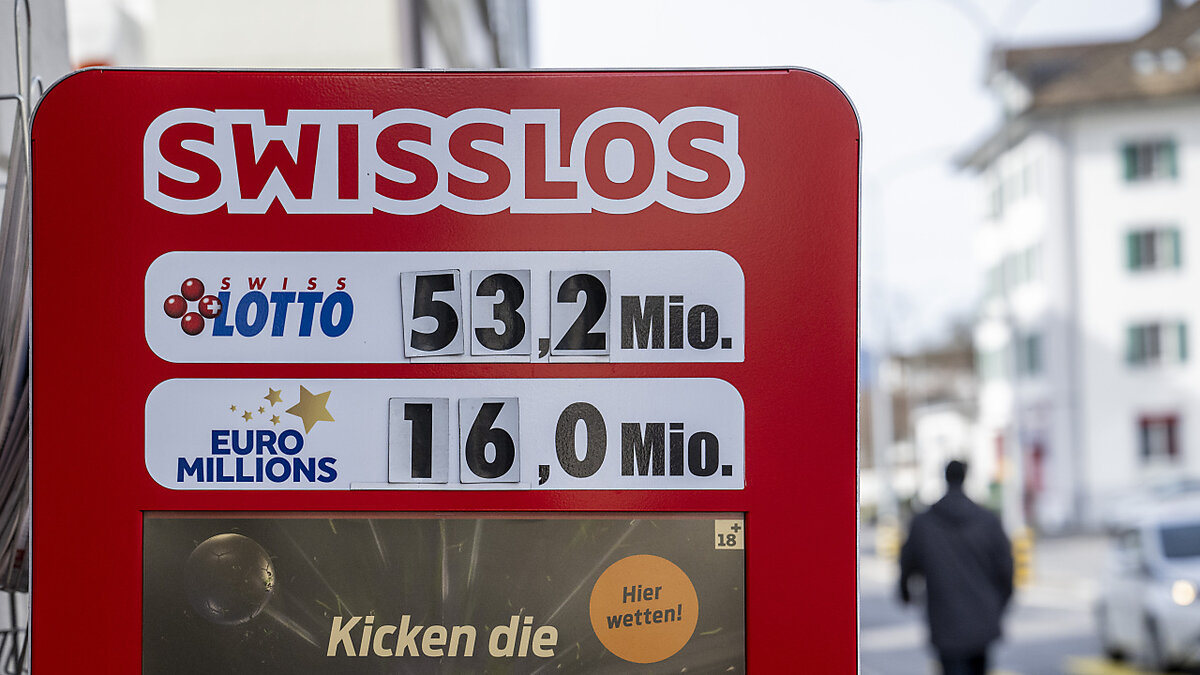 SWISSLOS
SWISS
LOTTO
53,2 Mio.
EURO
MILLIONS
16,0 Mio.
18+
Hier
wetten!
Kicken die